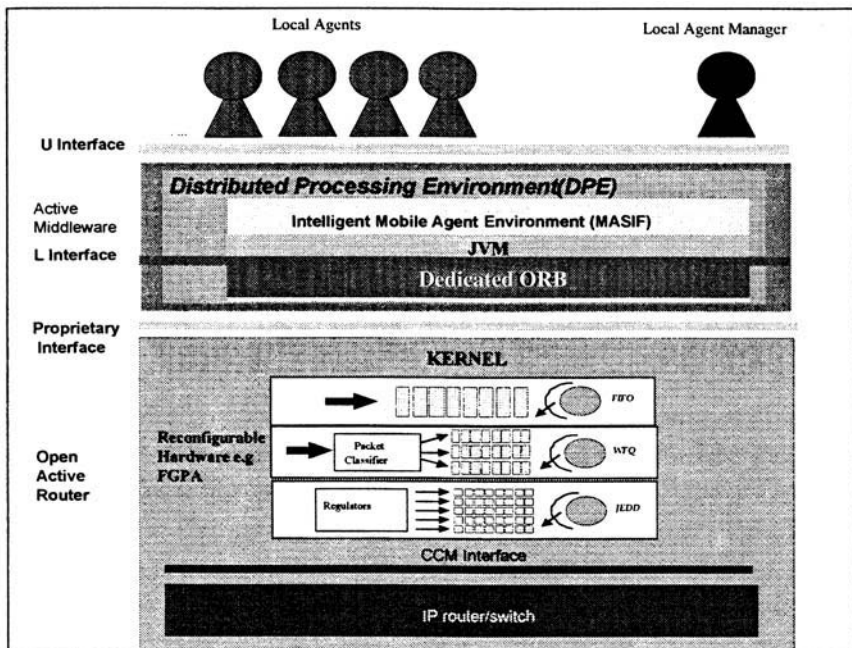 Local Agents
Local Agent Manager
U Interface
Distributed Processing Environment(DPE)
Active
Middleware
Intelligent Mobile Agent Environment (MASIF)
L Interface
JVM
Dedicated ORB
Proprietary
Interface
KERNEL
FIFO
Reconfigurable
Hardware e.g
FGPA
Packet
Classifier
WTQ
Open
Active
Router
Regulators
JEDD
CCM Interface
IP router/switch